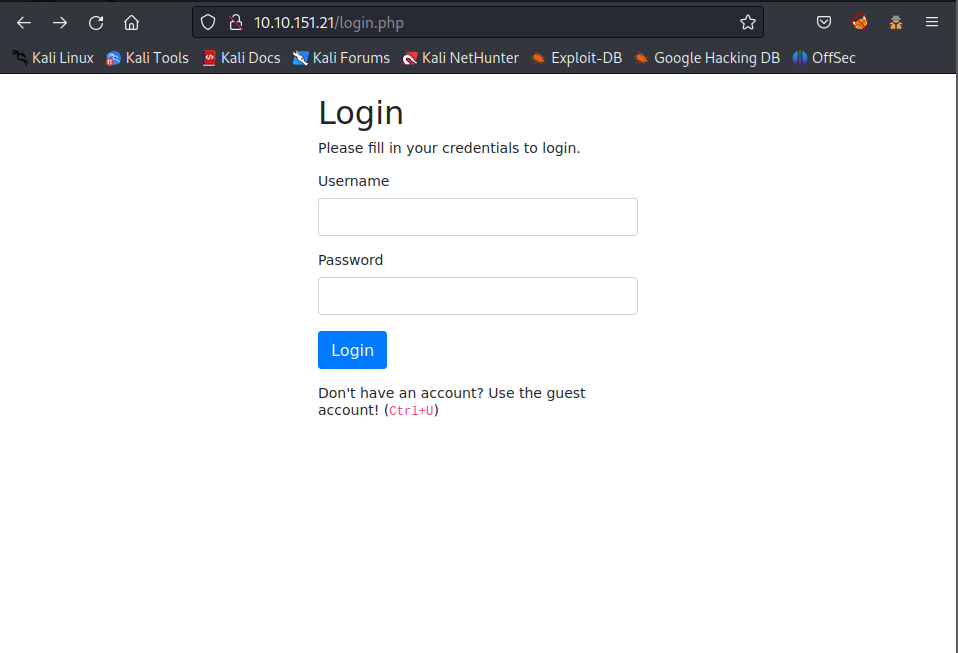 10.10.151.21/login.php
Kali Linux Kali Tools Kali Docs Kali Forums Kali NetHunter Exploit-DB Google Hacking DB OffSec
Login
Please fill in your credentials to login.
Username
Password
Login
Don't have an account? Use the guest
account! (Ctrl+U)